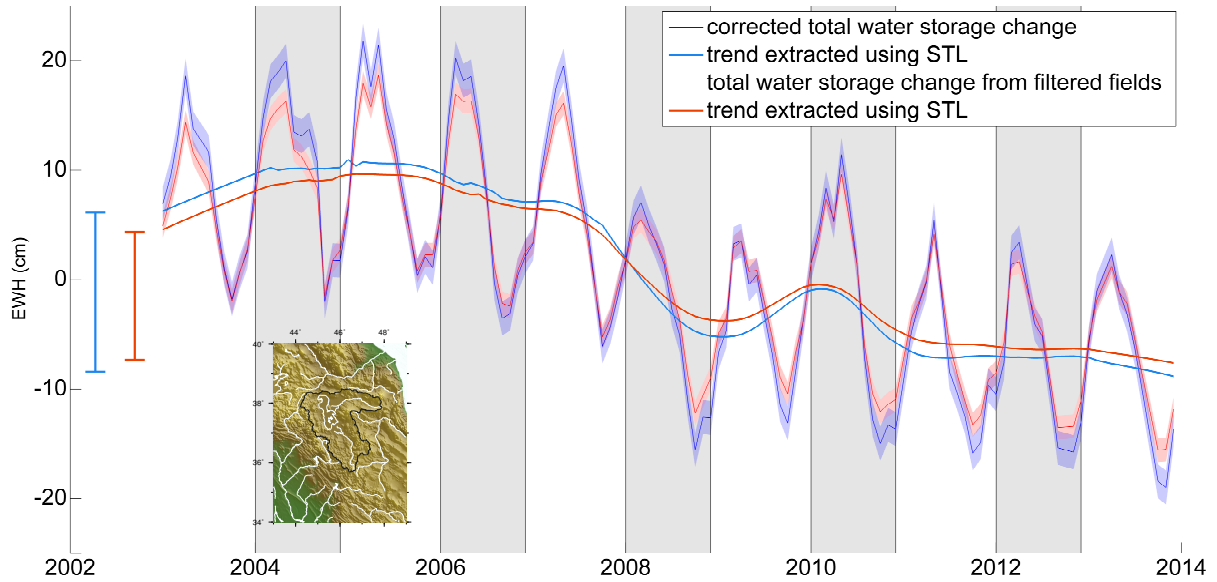 20
10
0
-10
-20
EWH (cm)
corrected total water storage change
trend extracted using STL
total water storage change from filtered fields
trend extracted using STL
44° 46° 48°
40°
38°
36°
34°
2002 2004 2006 2008 2010 2012 2014